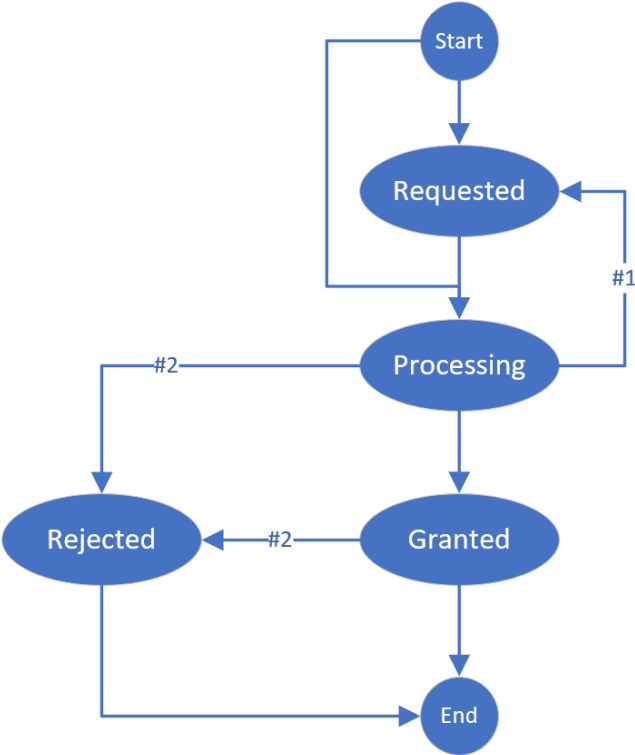 Start
Requested
#1
Processing
#2
Rejected
#2
Granted
End